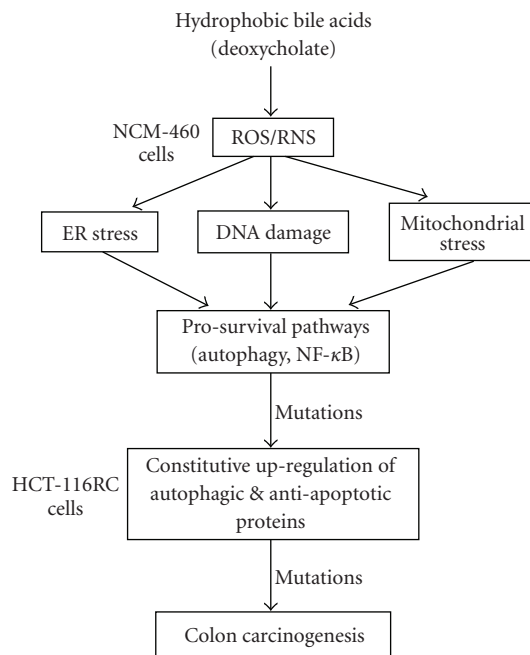 Hydrophobic bile acids
(deoxycholate)
NCM-460
cells
ROS/RNS
ER stress
DNA damage
Mitochondrial
stress
Pro-survival pathways
(autophagy, NF-κB)
Mutations
HCT-116RC
cells
Constitutive up-regulation of
autophagic & anti-apoptotic
proteins
Mutations
Colon carcinogenesis